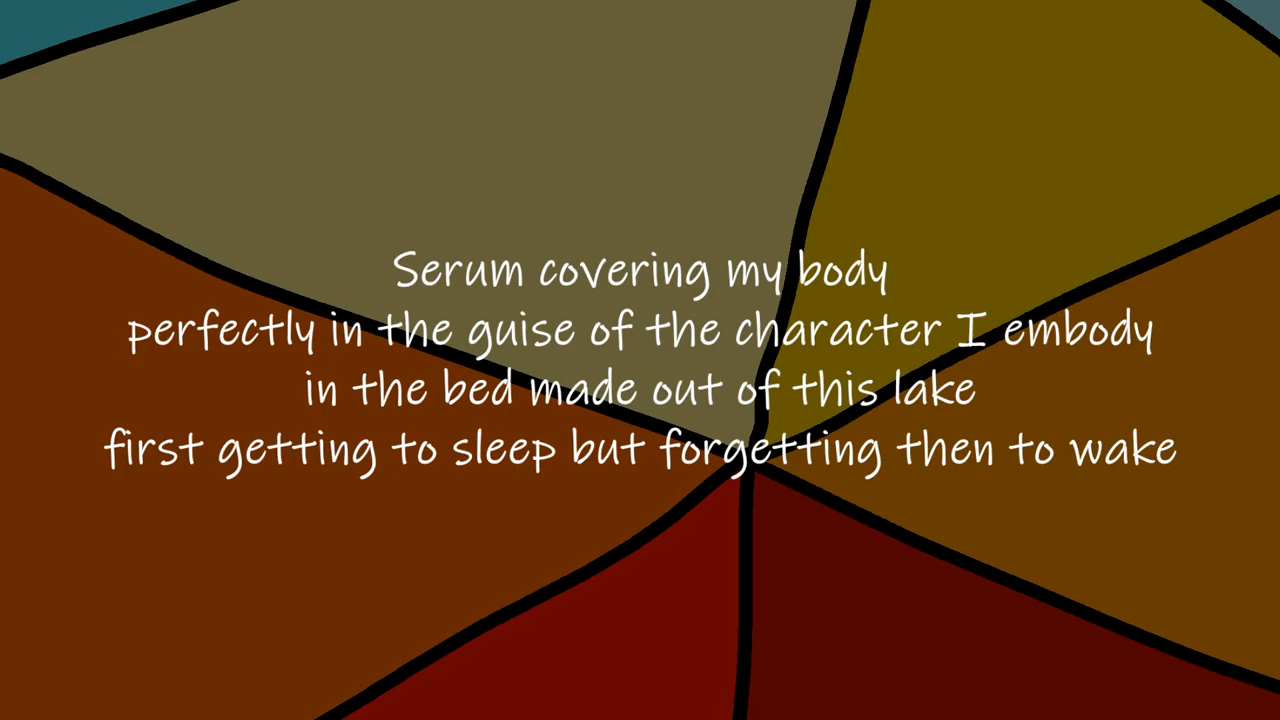 Serum covering my body
perfectly in the guise of the character I embody
in the bed made out of this lake
first getting to sleep but forgetting then to wake